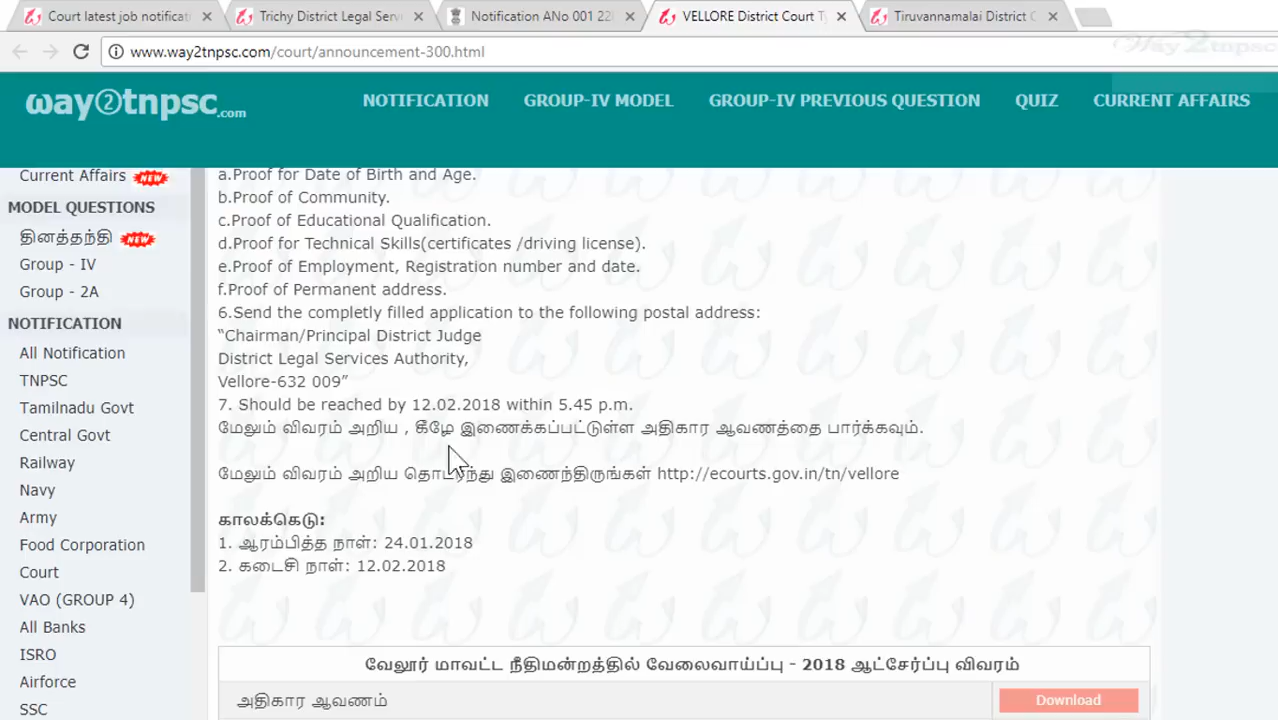 Court latest job notificat
Trichy District Legal Servi
Notification ANo 001 22
VELLORE District Court Ty
Tiruvannamalai District C
www.way2tnpsc.com/court/announcement-300.html
Way2tnpsc
way2tnpsc.com
NOTIFICATION
GROUP-IV MODEL
GROUP-IV PREVIOUS QUESTION
QUIZ
CURRENT AFFAIRS
Current Affairs NEW
MODEL QUESTIONS
தினத்தந்தி NEW
Group - IV
Group - 2A
NOTIFICATION
All Notification
TNPSC
Tamilnadu Govt
Central Govt
Railway
Navy
Army
Food Corporation
Court
VAO (GROUP 4)
All Banks
ISRO
Airforce
SSC
a.Proof for Date of Birth and Age.
b.Proof of Community.
c.Proof of Educational Qualification.
d.Proof for Technical Skills(certificates /driving license).
e.Proof of Employment, Registration number and date.
f.Proof of Permanent address.
6.Send the completly filled application to the following postal address:
“Chairman/Principal District Judge
District Legal Services Authority,
Vellore-632 009”
7. Should be reached by 12.02.2018 within 5.45 p.m.
மேலும் விவரம் அறிய , கீழே இணைக்கப்பட்டுள்ள அதிகார ஆவணத்தை பார்க்கவும்.
மேலும் விவரம் அறிய தொடர்ந்து இணைந்திருங்கள் http://ecourts.gov.in/tn/vellore
காலக்கெடு:
1. ஆரம்பித்த நாள்: 24.01.2018
2. கடைசி நாள்: 12.02.2018
வேலூர் மாவட்ட நீதிமன்றத்தில் வேலைவாய்ப்பு - 2018 ஆட்சேர்ப்பு விவரம்
அதிகார ஆவணம்
Download